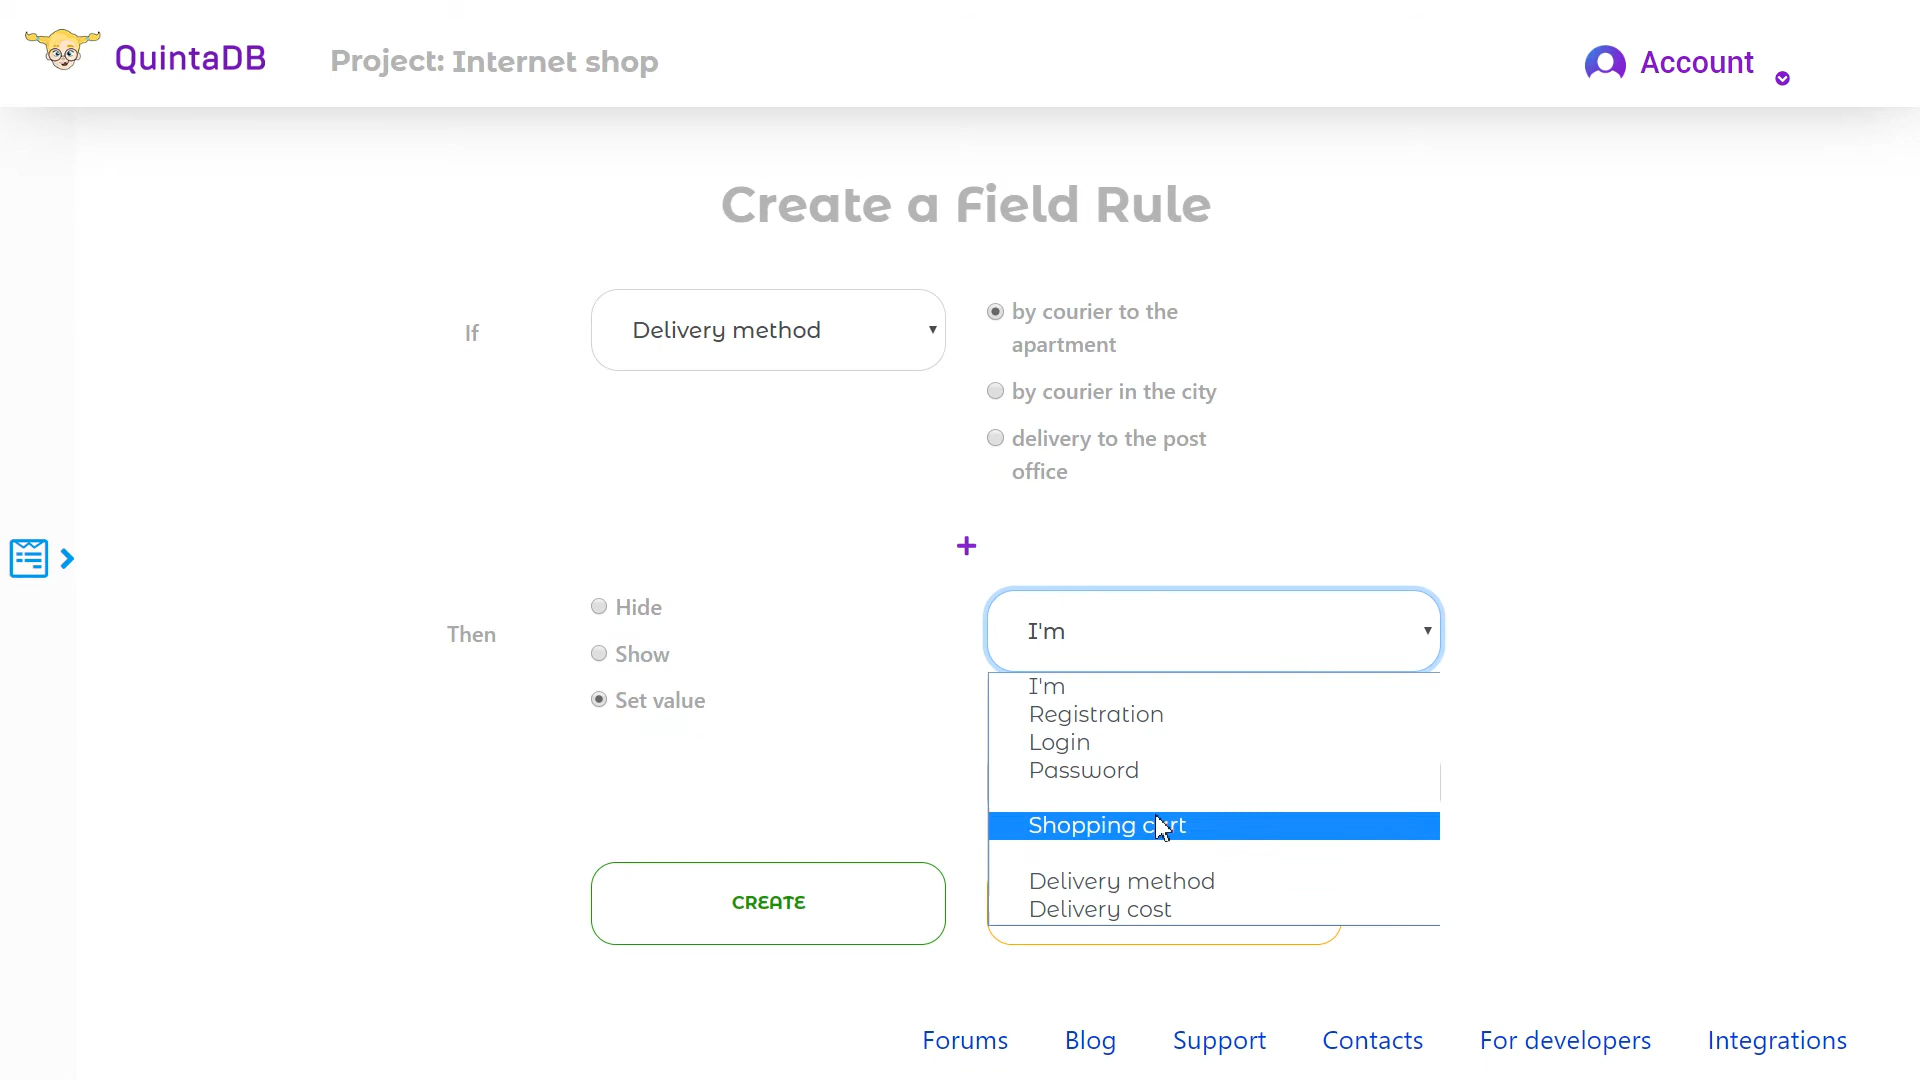 QuintaDB
Project: Internet shop
Account
Create a Field Rule
If
Delivery method
by courier to the
apartment
by courier in the city
delivery to the post
office
+
Then
Hide
Show
Set value
I'm
I'm
Registration
Login
Password
Shopping cart
Delivery method
Delivery cost
CREATE
Forums Blog Support Contacts For developers Integrations